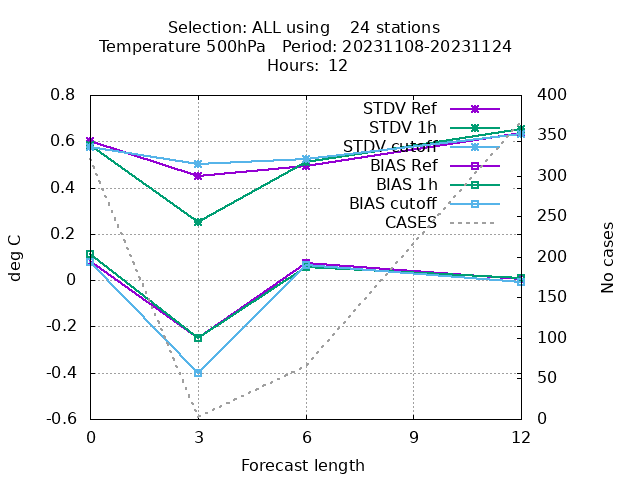 Selection: ALL using    24 stations
Temperature 500hPa   Period: 20231108-20231124
Hours: 12
0.8
0.6
0.4
0.2
0
-0.2
-0.4
-0.6
deg C
400
350
300
250
200
150
100
50
0
No cases
STDV Ref
STDV 1h
STDV cutoff
BIAS Ref
BIAS 1h
BIAS cutoff
CASES
0 3 6 9 12
Forecast length